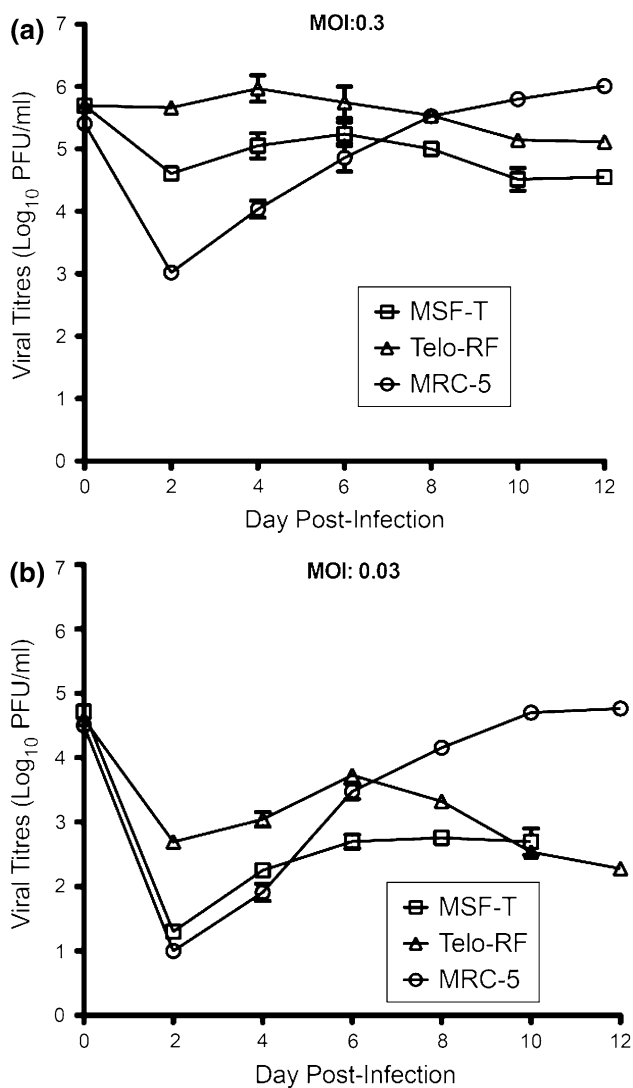 (a)
MOI:0.3
Viral Titres (Log10 PFU/ml)
7
6
5
4
3
2
1
0
MSF-T
Telo-RF
MRC-5
0 2 4 6 8 10 12
Day Post-Infection
(b)
MOI: 0.03
Viral Titres (Log10 PFU/ml)
7
6
5
4
3
2
1
0
MSF-T
Telo-RF
MRC-5
0 2 4 6 8 10 12
Day Post-Infection